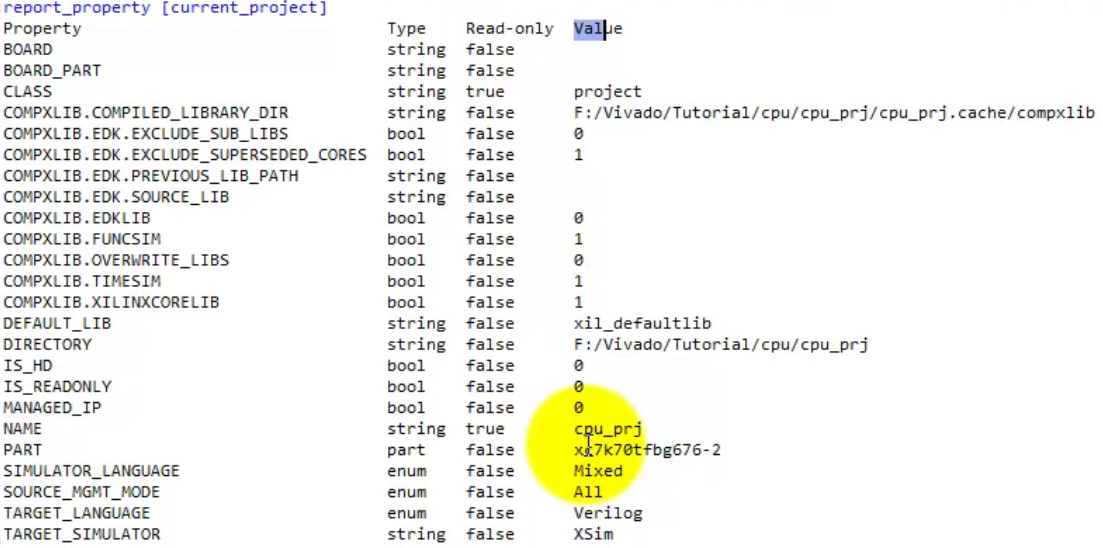 report_property [current_project]
Property Type Read-only Value
BOARD string false
BOARD_PART string false
CLASS string true project
COMPXLIB.COMPILED_LIBRARY_DIR string false F:/Vivado/Tutorial/cpu/cpu_prj/cpu_prj.cache/compxlib
COMPXLIB.EDK.EXCLUDE_SUB_LIBS bool false 0
COMPXLIB.EDK.EXCLUDE_SUPERSEDED_CORES bool false 1
COMPXLIB.EDK.PREVIOUS_LIB_PATH string false
COMPXLIB.EDK.SOURCE_LIB string false
COMPXLIB.EDKLIB bool false 0
COMPXLIB.FUNCSIM bool false 1
COMPXLIB.OVERWRITE_LIBS bool false 0
COMPXLIB.TIMESIM bool false 1
COMPXLIB.XILINXCORELIB bool false 1
DEFAULT_LIB string false xil_defaultlib
DIRECTORY string false F:/Vivado/Tutorial/cpu/cpu_prj
IS_HD bool false 0
IS_READONLY bool false 0
MANAGED_IP bool false 0
NAME string true cpu_prj
PART part false xc7k70tfbg676-2
SIMULATOR_LANGUAGE enum false Mixed
SOURCE_MGMT_MODE enum false All
TARGET_LANGUAGE enum false Verilog
TARGET_SIMULATOR string false XSim